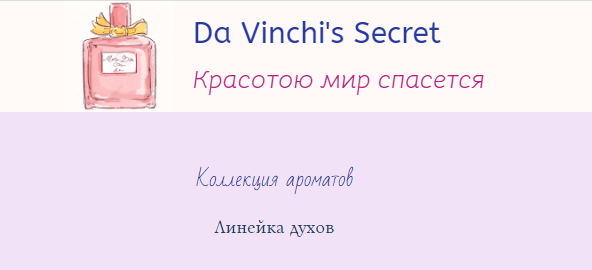 Da Vinchi's Secret
Красотою мир спасется
Коллекция ароматов
Линейка духов